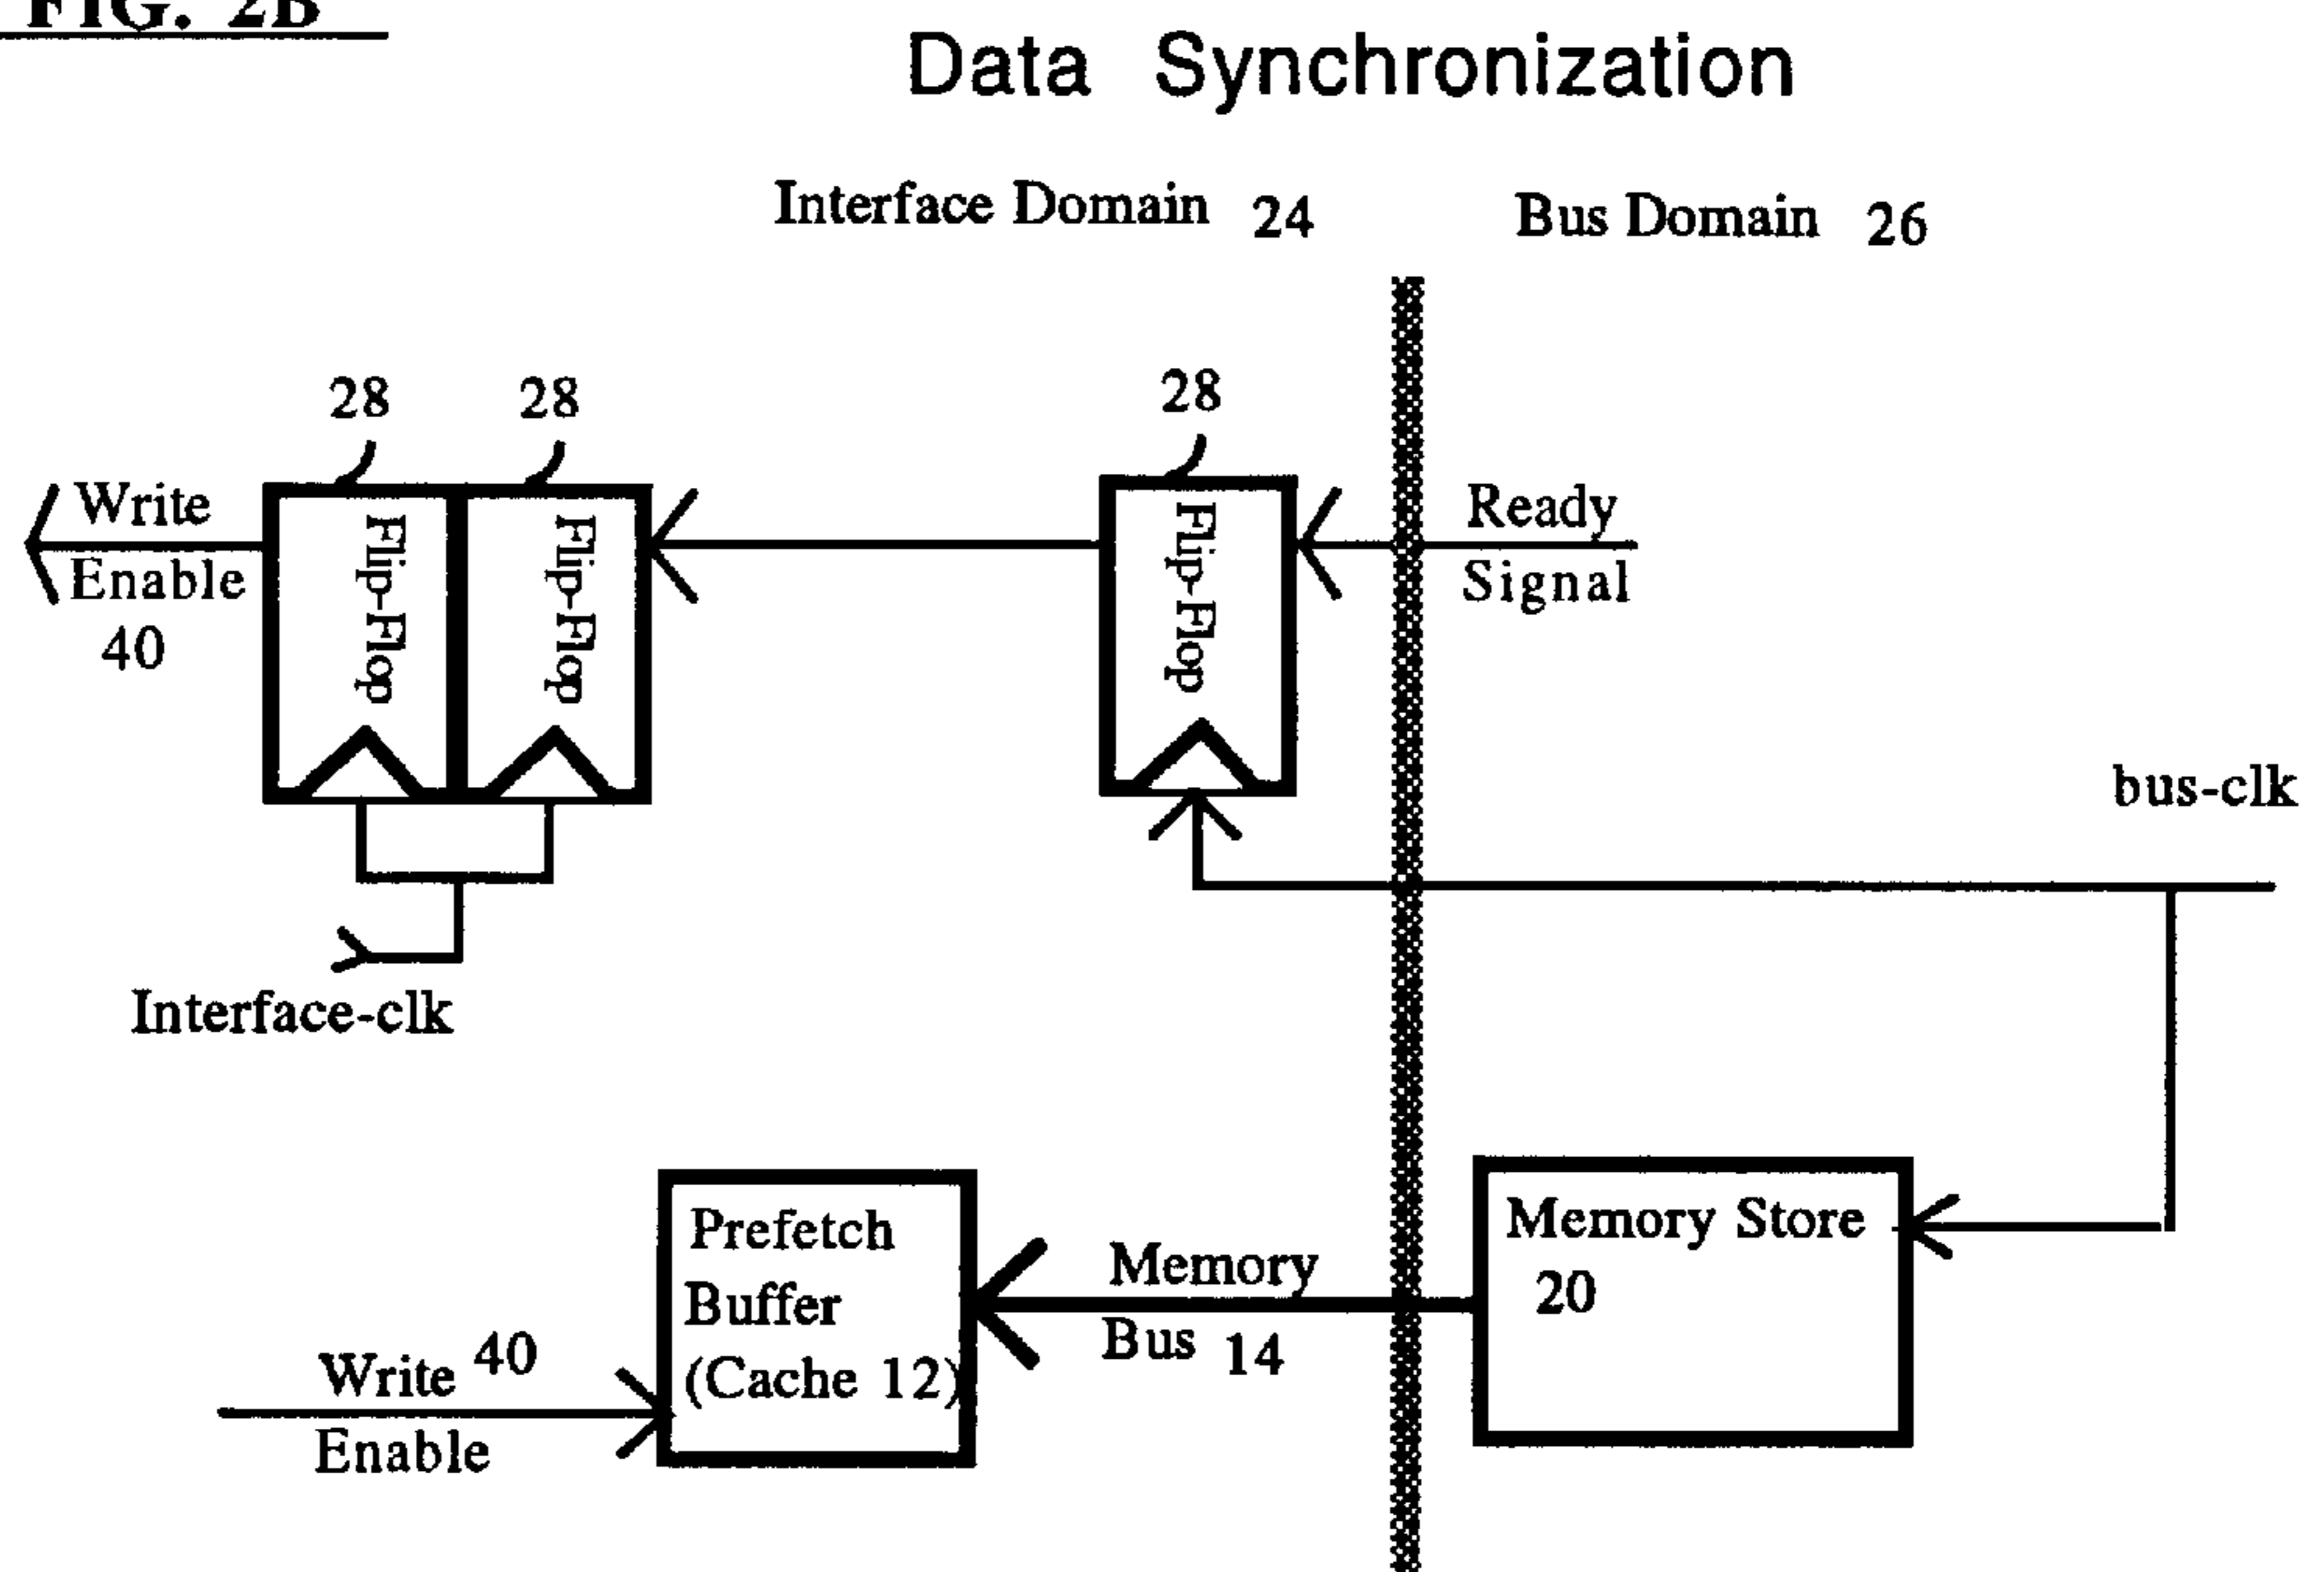 FIG. 2B
Data Synchronization
Interface Domain 24
Bus Domain 26
28
28
28
Write
Enable
40
Flip-Flop
Flip-Flop
Flip-Flop
Ready
Signal
bus-clk
Interface-clk
Prefetch
Buffer
(Cache 12)
Memory
Bus 14
Memory Store
20
Write 40
Enable